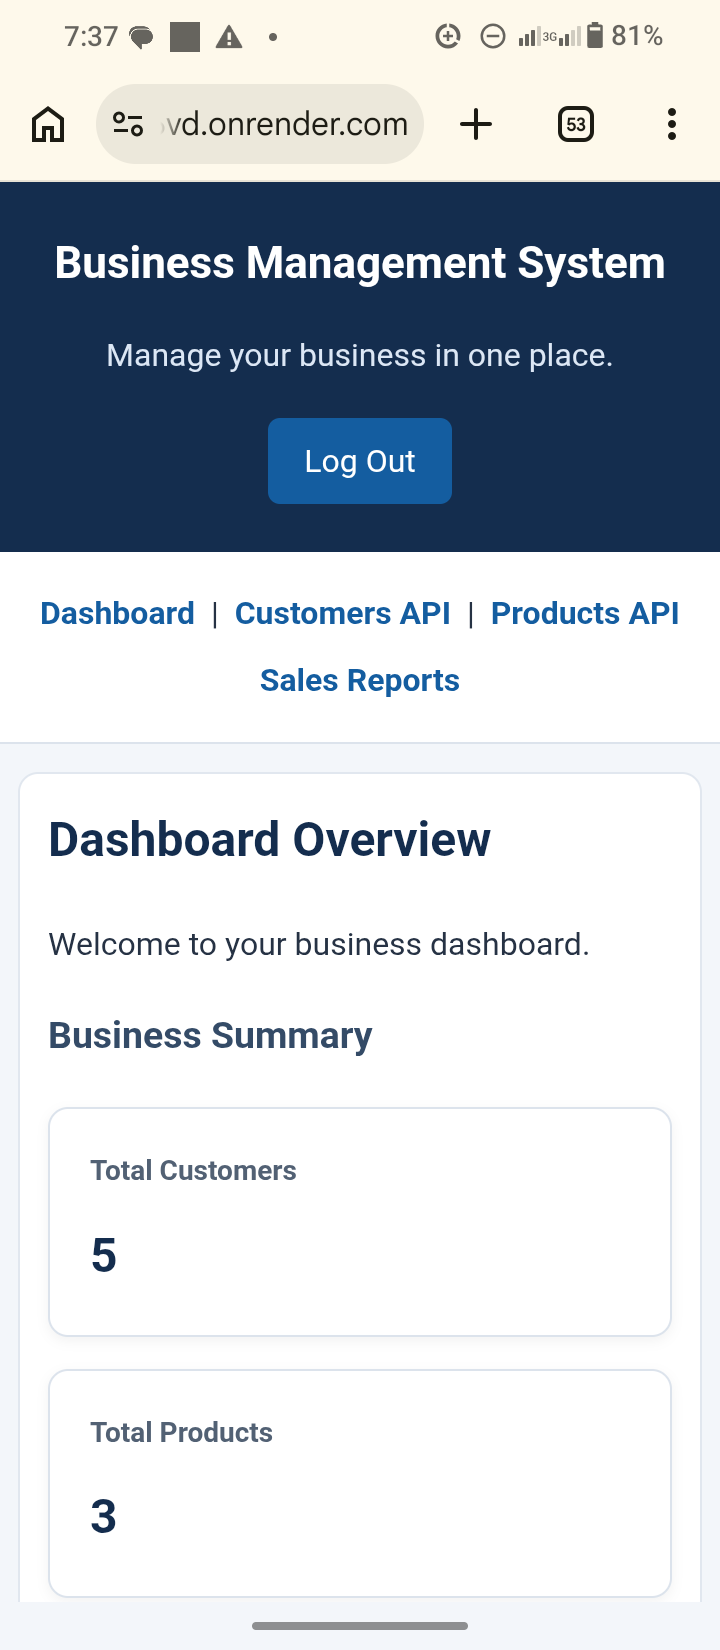 7:37 3G 81%
vd.onrender.com 53
Business Management System
Manage your business in one place.
Log Out
Dashboard | Customers API | Products API
Sales Reports
Dashboard Overview
Welcome to your business dashboard.
Business Summary
Total Customers
5
Total Products
3